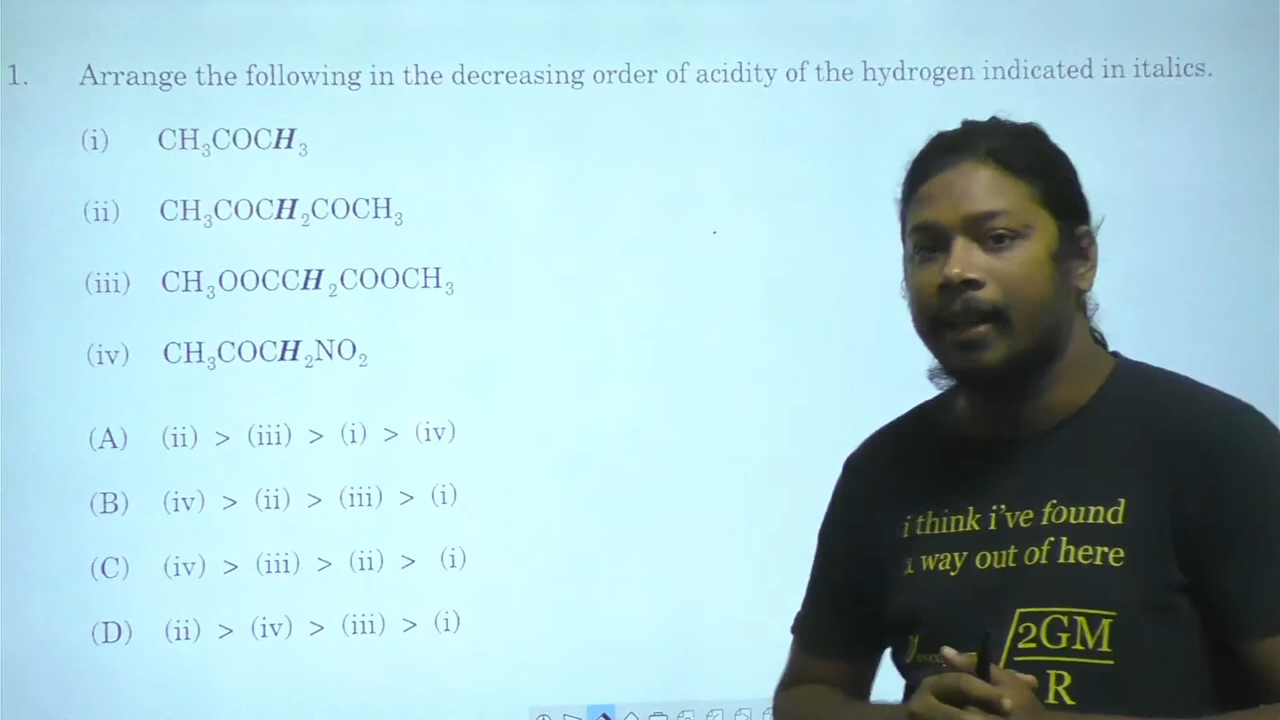 1. Arrange the following in the decreasing order of acidity of the hydrogen indicated in italics.
(i) CH₃COCH₃
(ii) CH₃COCH₂COCH₃
(iii) CH₃OOCCH₂COOCH₃
(iv) CH₃COCH₂NO₂
(A) (ii) > (iii) > (i) > (iv)
(B) (iv) > (ii) > (iii) > (i)
(C) (iv) > (iii) > (ii) > (i)
(D) (ii) > (iv) > (iii) > (i)
i think i've found
way out of here
√2GM
R